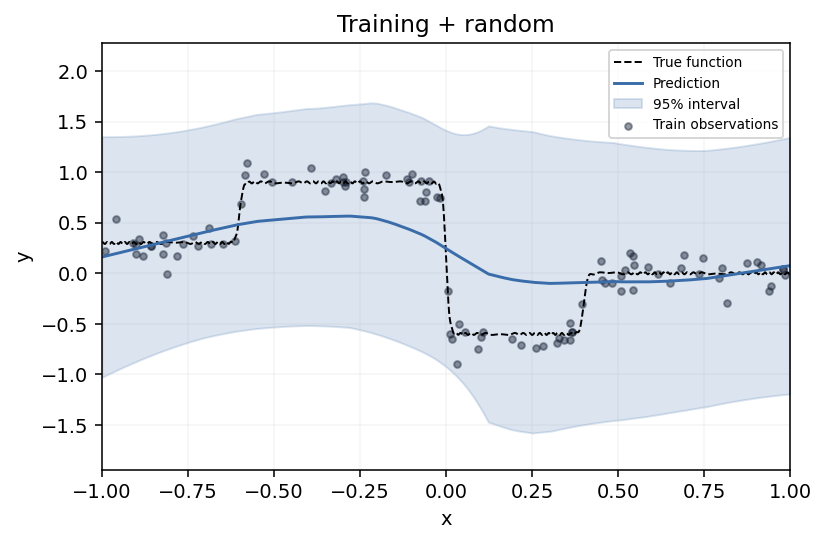 Training + random
True function
Prediction
95% interval
Train observations
2.0
1.5
1.0
0.5
0.0
−0.5
−1.0
−1.5
y
−1.00 −0.75 −0.50 −0.25 0.00 0.25 0.50 0.75 1.00
x